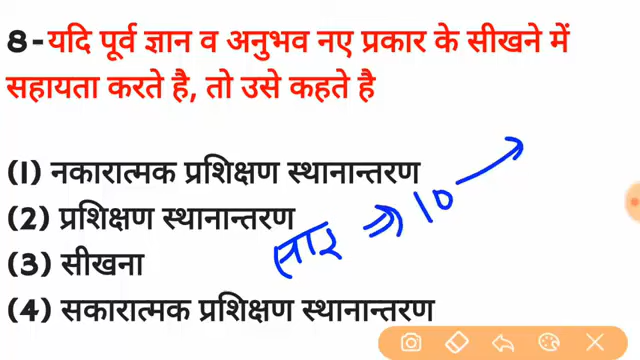 8-यदि पूर्व ज्ञान व अनुभव नए प्रकार के सीखने में
सहायता करते है, तो उसे कहते है
(1) नकारात्मक प्रशिक्षण स्थानान्तरण
(2) प्रशिक्षण स्थानान्तरण
(3) सीखना
(4) सकारात्मक प्रशिक्षण स्थानान्तरण
सार ⇒ 10 →